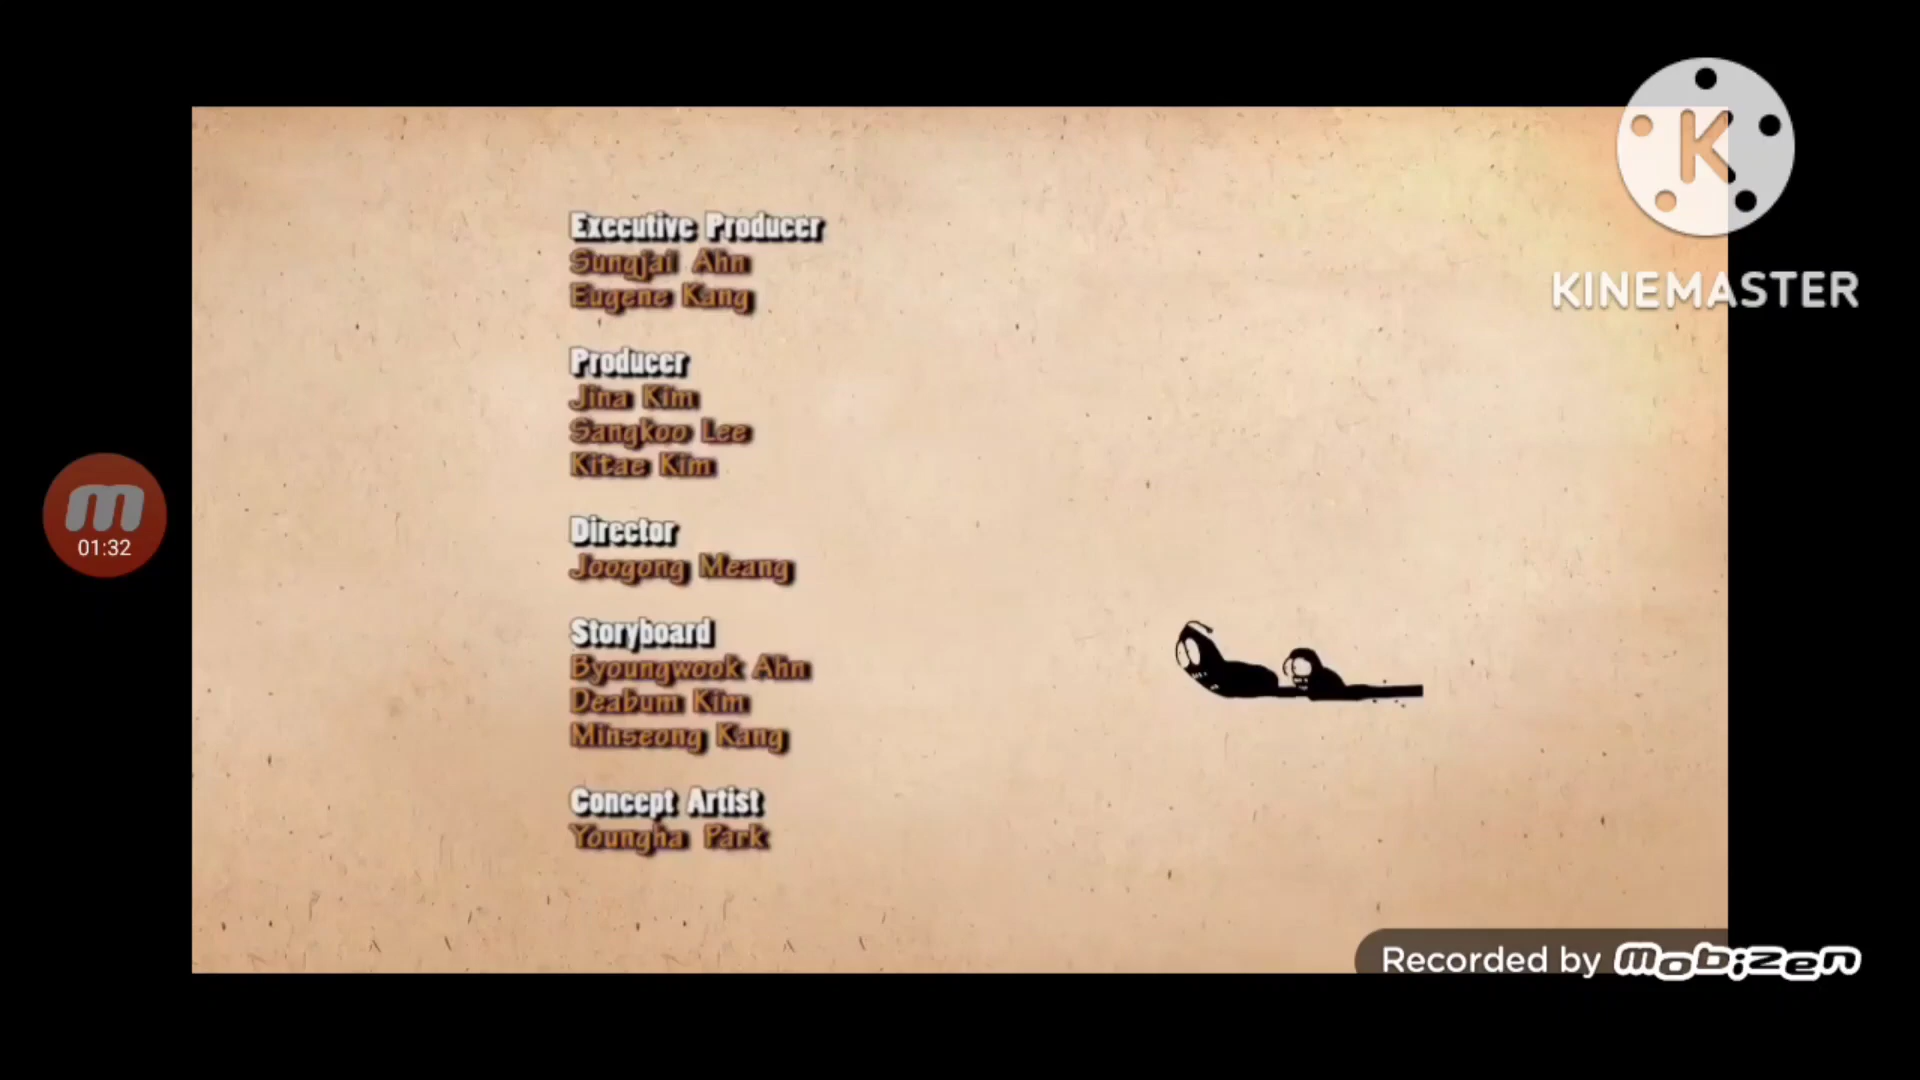 Executive Producer
Sungjai Ahn
Eugene Kang
Producer
Jina Kim
Sangkoo Lee
Kitae Kim
Director
Joogong Meang
Storyboard
Byoungwook Ahn
Deabum Kim
Minseong Kang
Concept Artist
Youngha Park
K
KINEMASTER
m
01:32
Recorded by mobizen